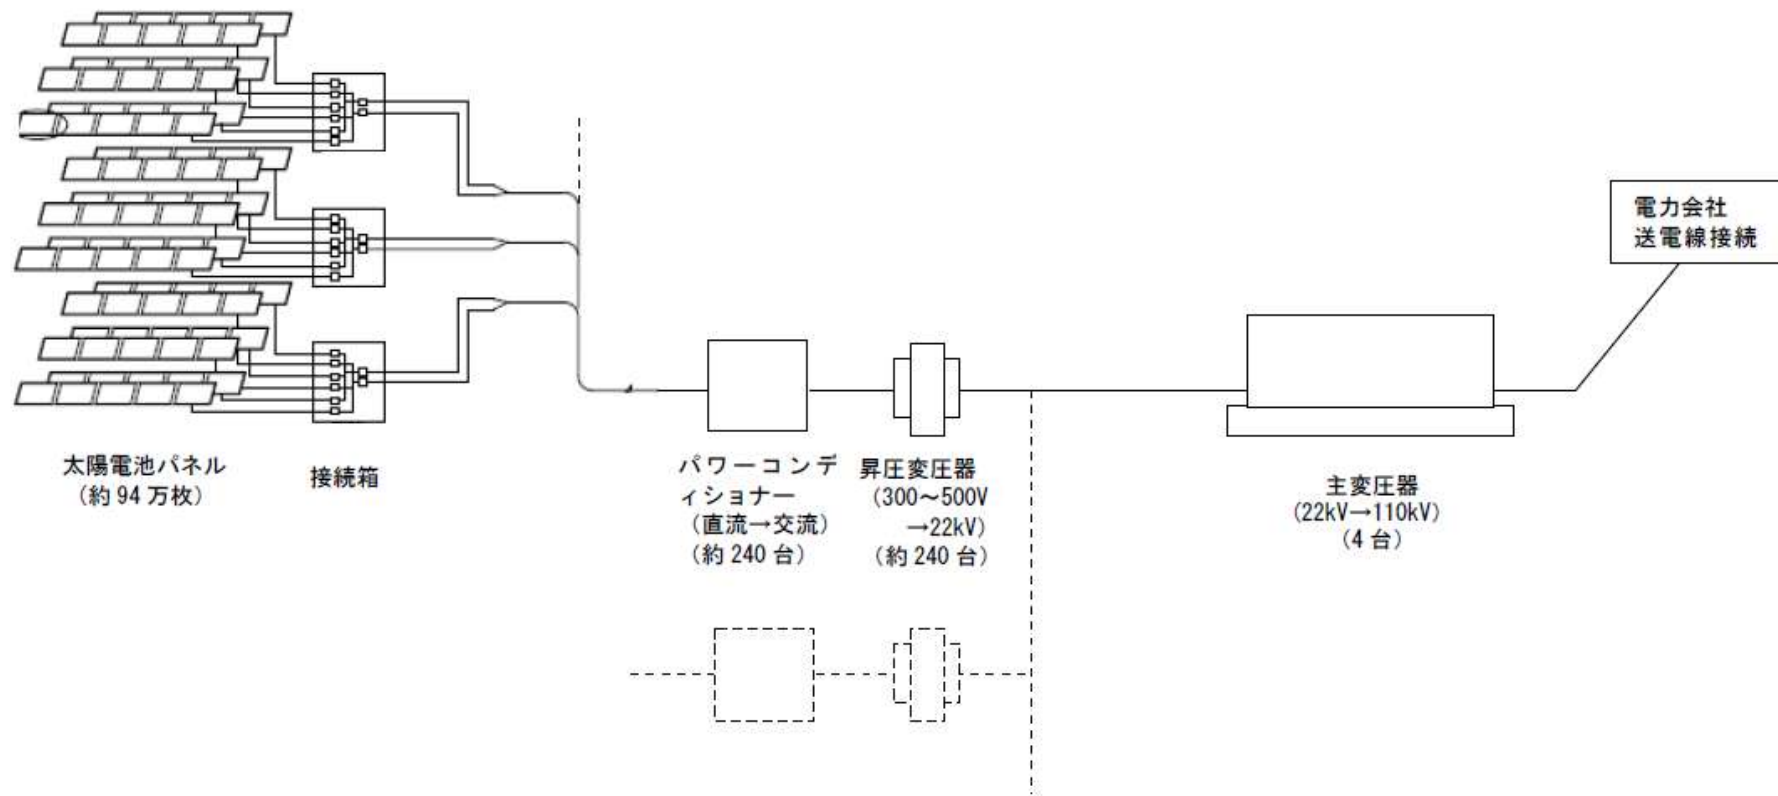 電力会社
送電線接続
太陽電池パネル
（約 94 万枚）
接続箱
パワーコンデ
ィショナー
（直流→交流）
（約 240 台）
昇圧変圧器
（300～500V
→22kV）
（約 240 台）
主変圧器
（22kV→110kV）
（4 台）